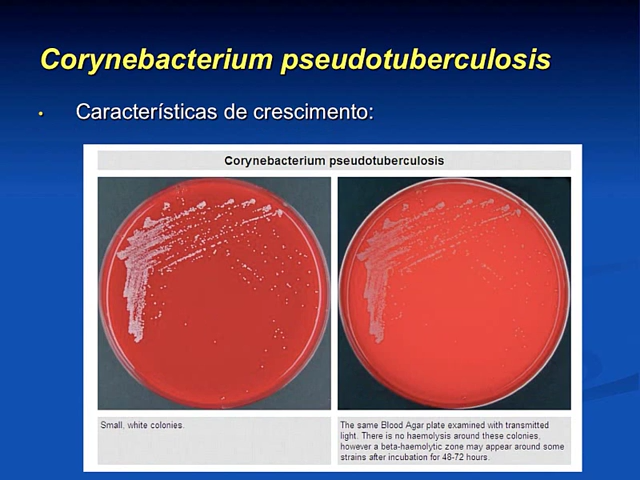 Corynebacterium pseudotuberculosis
• Características de crescimento:
Corynebacterium pseudotuberculosis
Small, white colonies.
The same Blood Agar plate examined with transmitted
light. There is no haemolysis around these colonies,
however a beta-haemolytic zone may appear around some
strains after incubation for 48-72 hours.